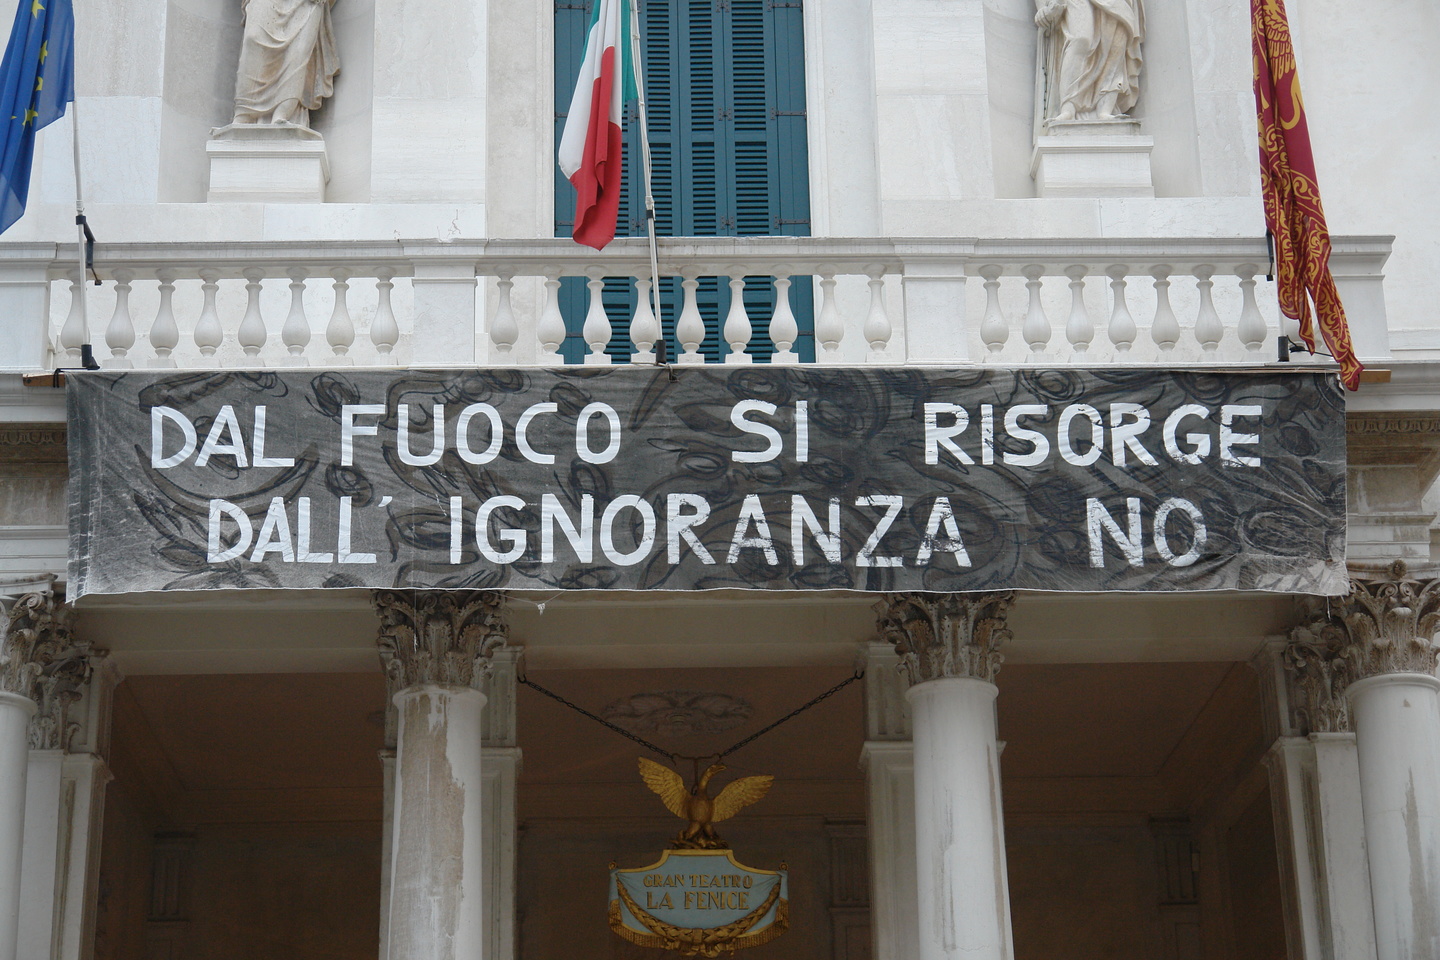 DAL FUOCO SI RISORGE
DALL' IGNORANZA NO
GRAN TEATRO
LA FENICE